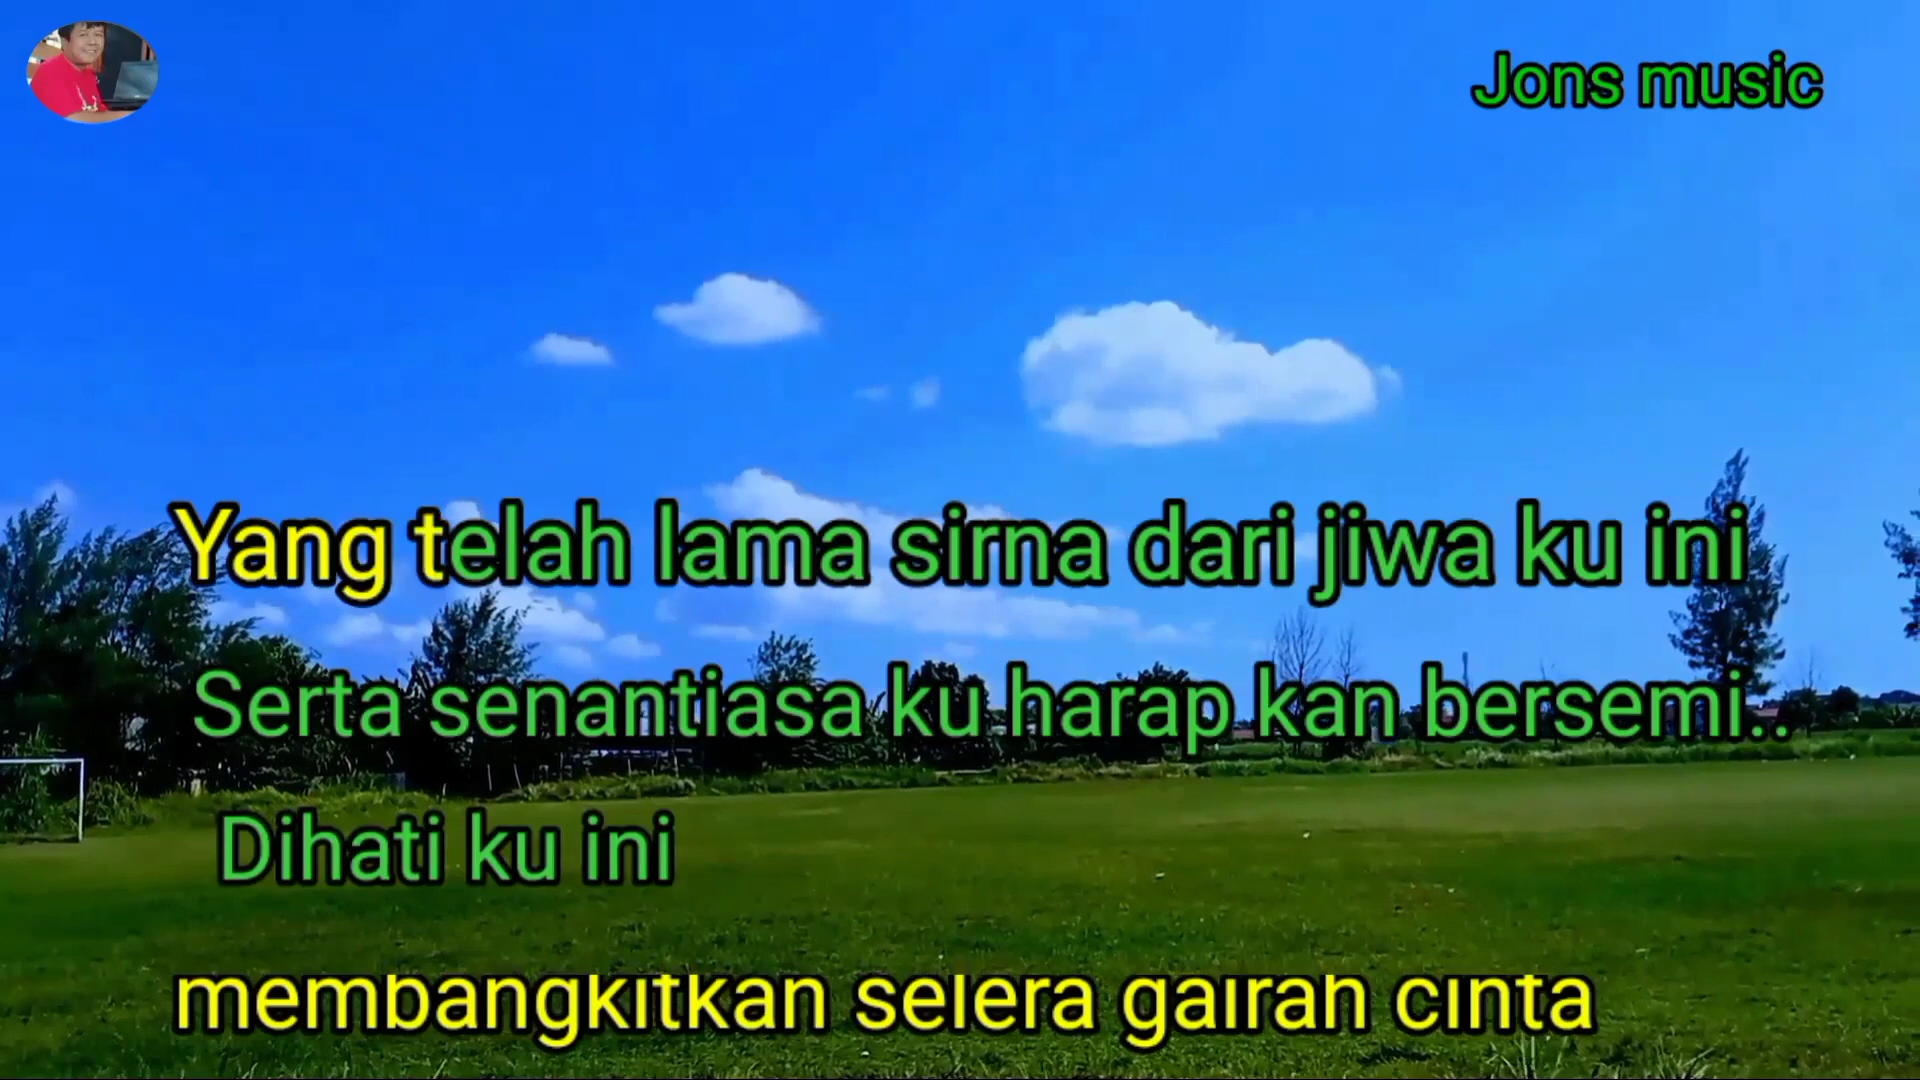 Jons music
Yang telah lama sirna dari jiwa ku ini
Serta senantiasa ku harap kan bersemi..
Dihati ku ini
membangkitkan selera gairah cinta